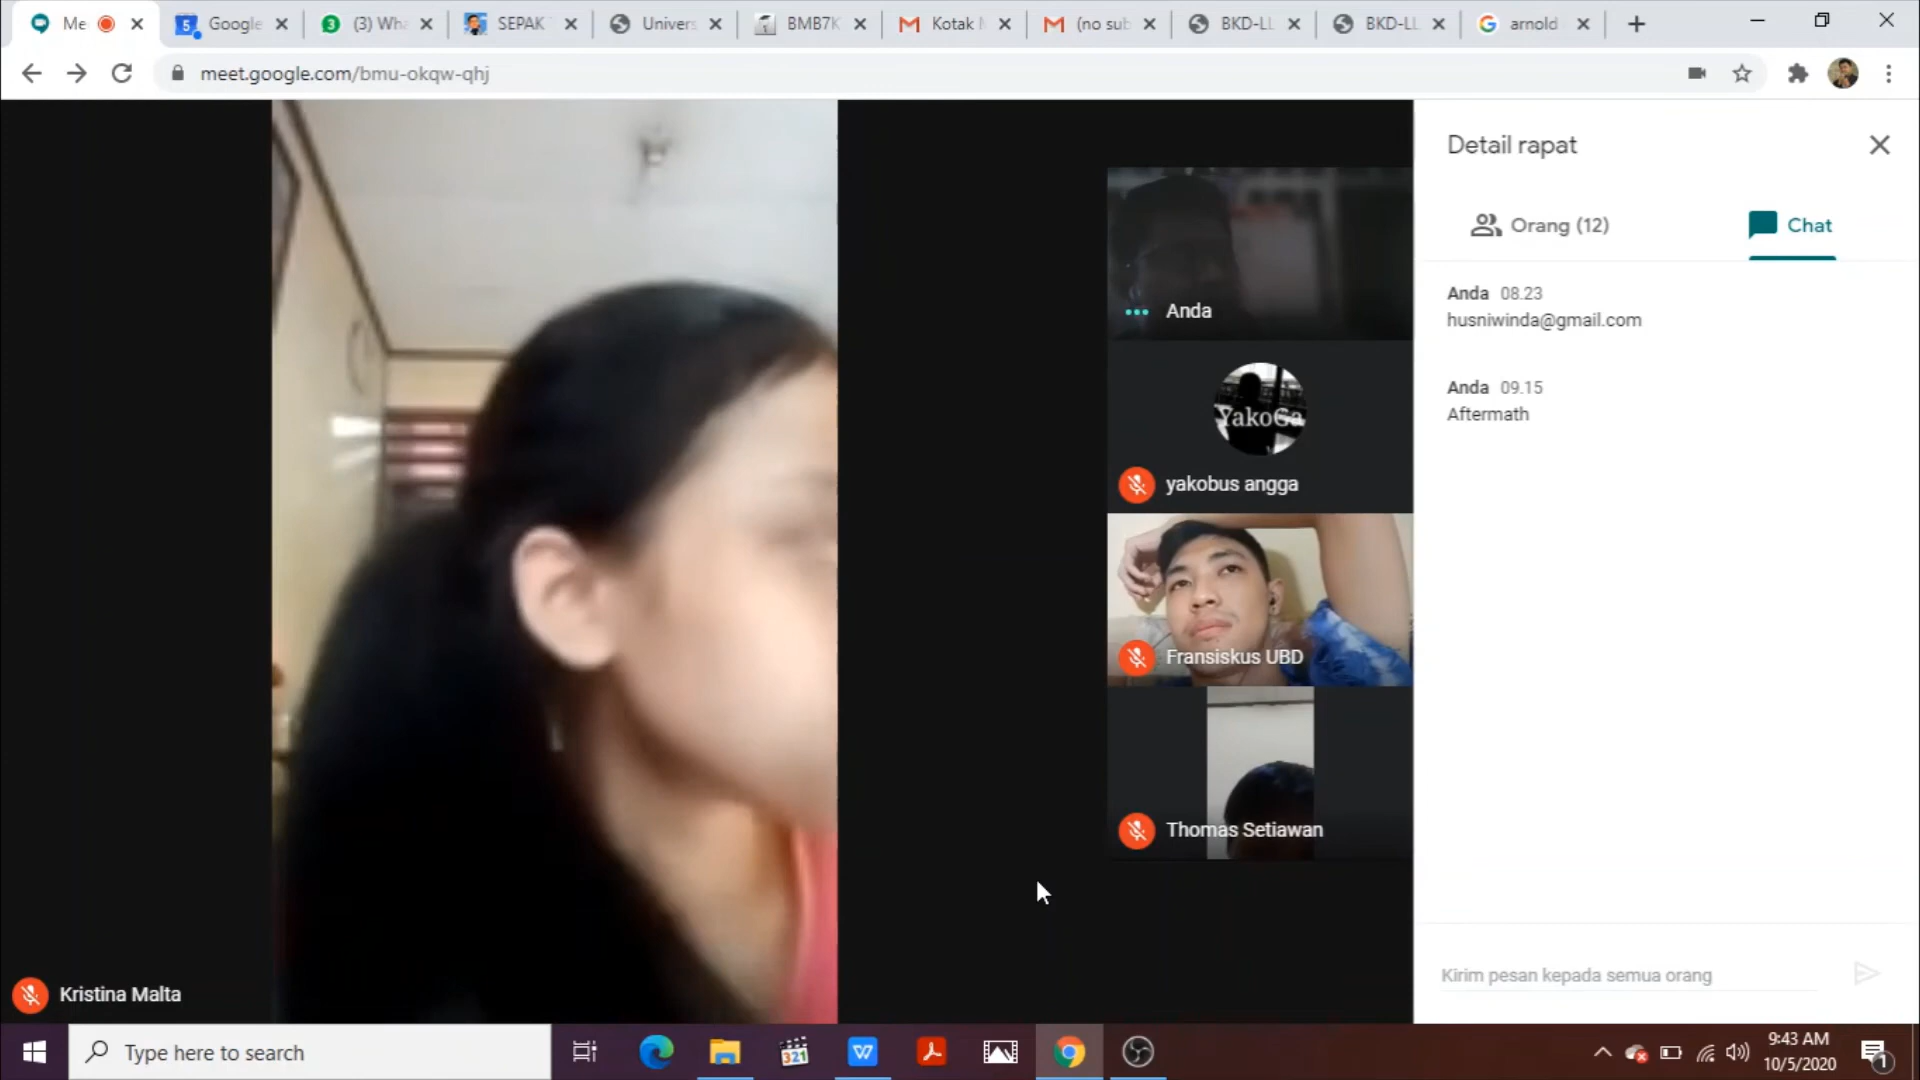 Me
Google
(3) Wh
SEPAK
Univers
BMB7K
Kotak
(no sub
BKD-LL
BKD-LL
arnold
meet.google.com/bmu-okqw-qhj
Anda
YakoGa
yakobus angga
Fransiskus UBD
Thomas Setiawan
Kristina Malta
Detail rapat
Orang (12)
Chat
Anda 08.23
husniwinda@gmail.com
Anda 09.15
Aftermath
Kirim pesan kepada semua orang
Type here to search
321
9:43 AM
10/5/2020
1